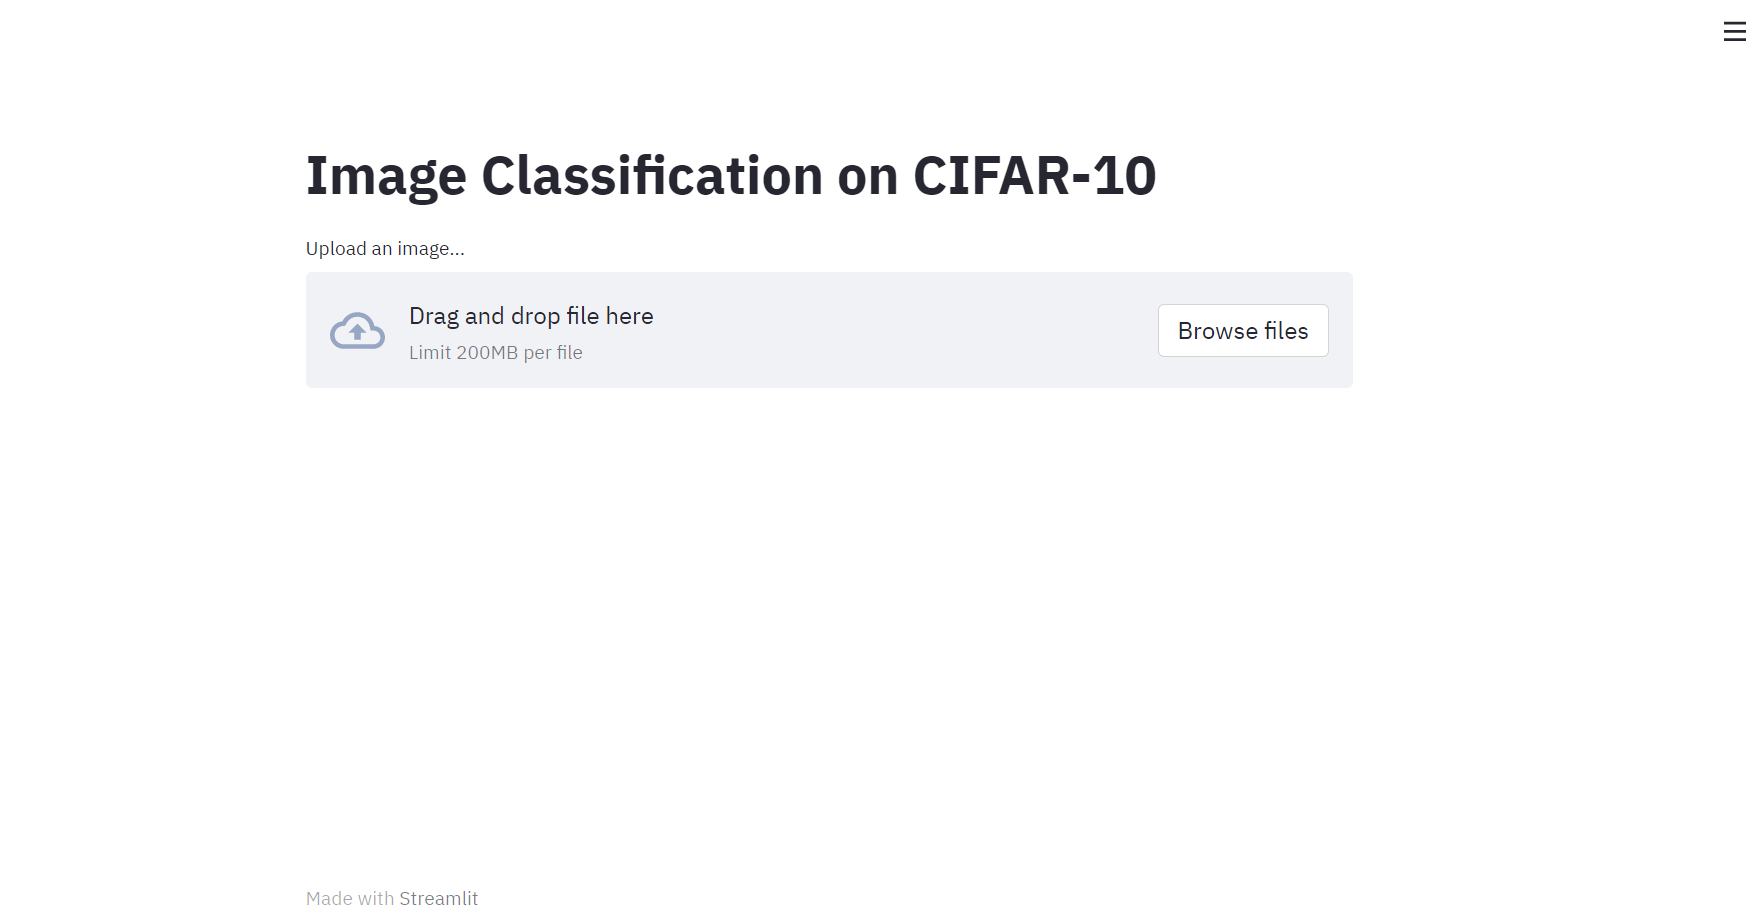 Image Classification on CIFAR-10
Upload an image...
Drag and drop file here
Limit 200MB per file
Browse files
Made with Streamlit